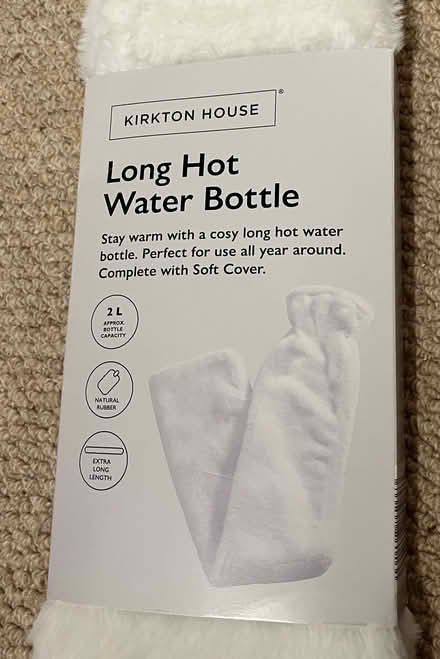 KIRKTON HOUSE®
Long Hot
Water Bottle
Stay warm with a cosy long hot water
bottle. Perfect for use all year around.
Complete with Soft Cover.
2 L
APPROX.
BOTTLE
CAPACITY
NATURAL
RUBBER
EXTRA
LONG
LENGTH